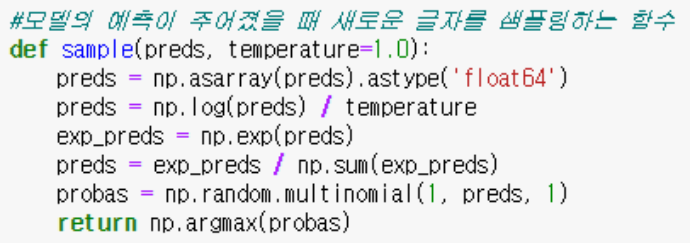 #모델의 예측이 주어졌을 때 새로운 글자를 샘플링하는 함수
def sample(preds, temperature=1.0):
    preds = np.asarray(preds).astype('float64')
    preds = np.log(preds) / temperature
    exp_preds = np.exp(preds)
    preds = exp_preds / np.sum(exp_preds)
    probas = np.random.multinomial(1, preds, 1)
    return np.argmax(probas)